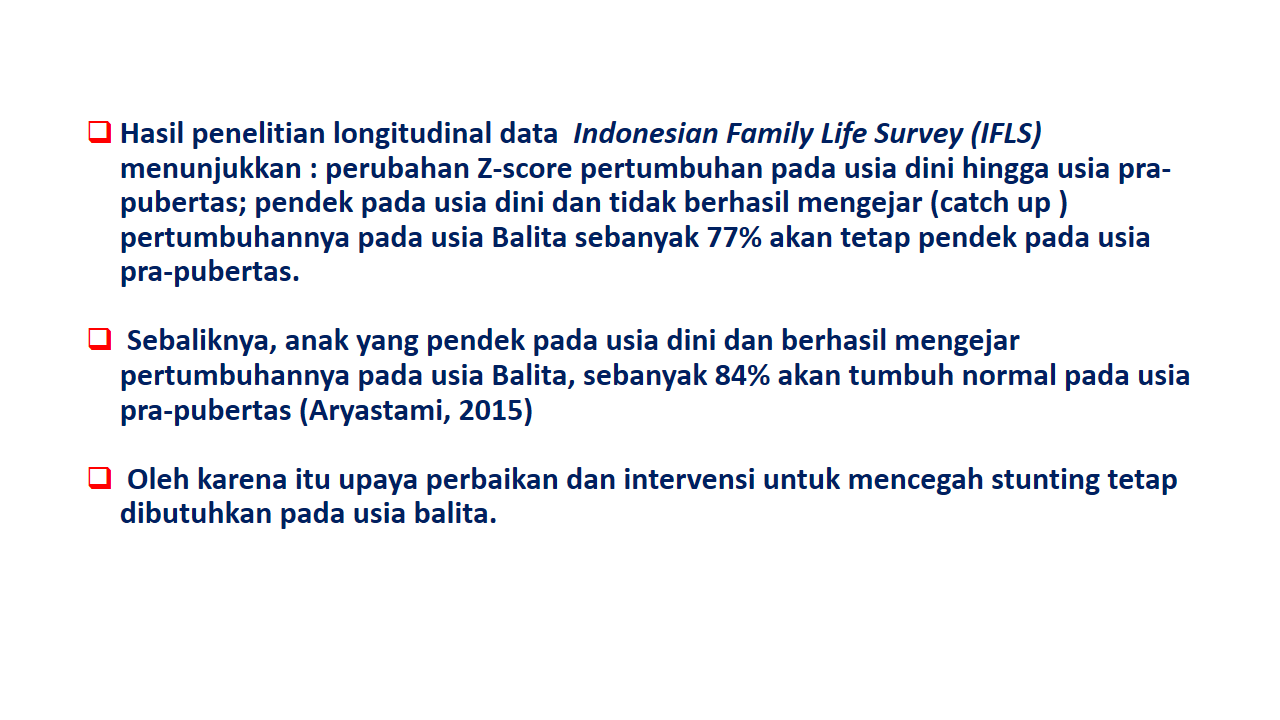 Hasil penelitian longitudinal data Indonesian Family Life Survey (IFLS)
menunjukkan : perubahan Z-score pertumbuhan pada usia dini hingga usia pra-
pubertas; pendek pada usia dini dan tidak berhasil mengejar (catch up )
pertumbuhannya pada usia Balita sebanyak 77% akan tetap pendek pada usia
pra-pubertas.
Sebaliknya, anak yang pendek pada usia dini dan berhasil mengejar
pertumbuhannya pada usia Balita, sebanyak 84% akan tumbuh normal pada usia
pra-pubertas (Aryastami, 2015)
Oleh karena itu upaya perbaikan dan intervensi untuk mencegah stunting tetap
dibutuhkan pada usia balita.